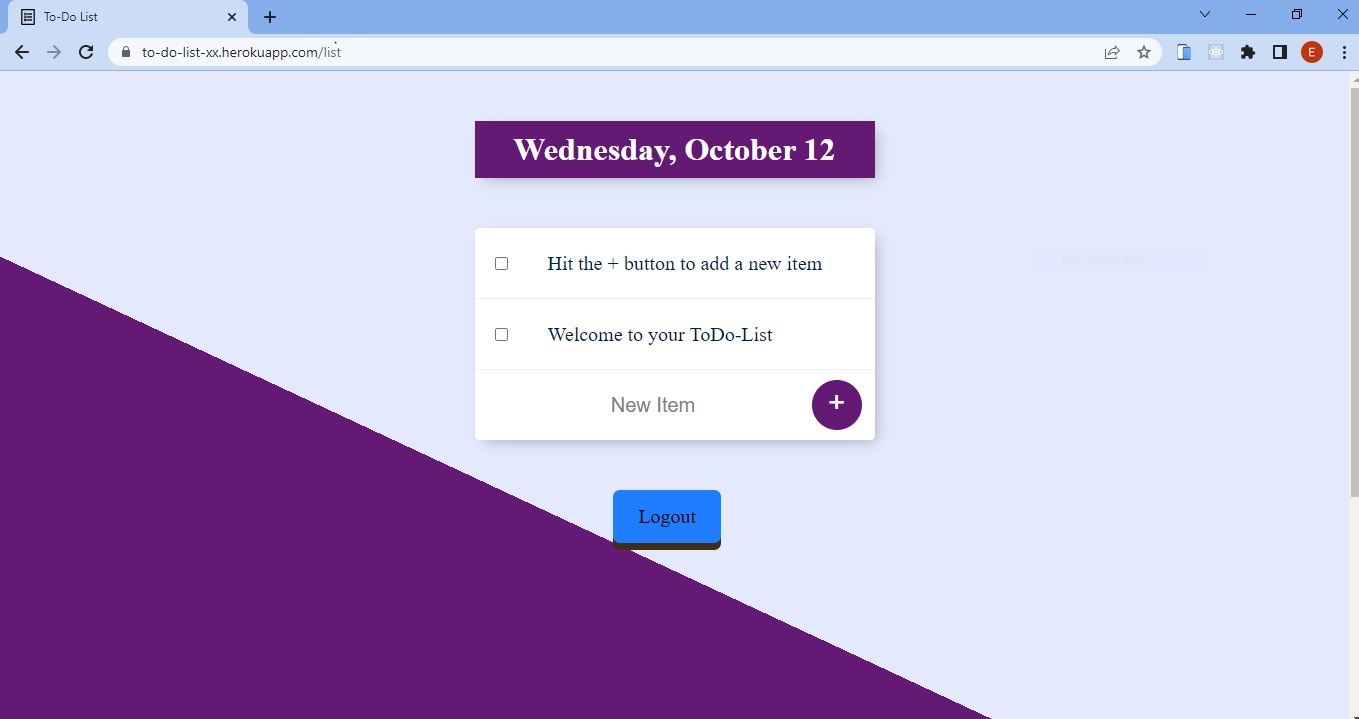 To-Do List
to-do-list-xx.herokuapp.com/list
E
Wednesday, October 12
Hit the + button to add a new item
Full-screen Snip
Welcome to your ToDo-List
New Item
+
Logout